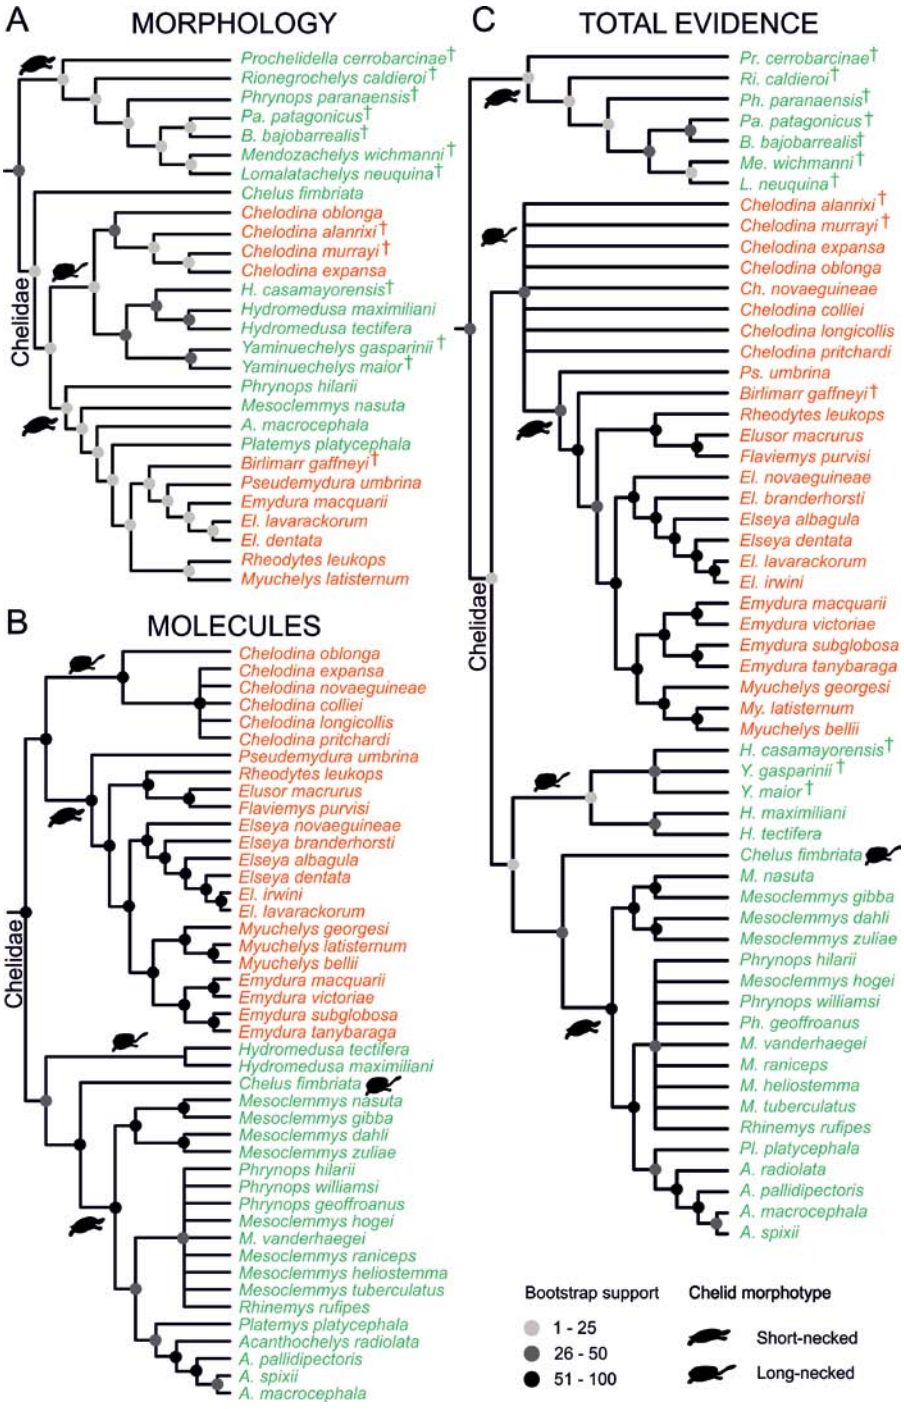 A MORPHOLOGY
Prochelidella cerrobarcinae†
Rionegrochelys caldieroi†
Phrynops paranaensis†
Pa. patagonicus†
B. bajobarrealis†
Mendozachelys wichmanni†
Lomalatachelys neuquina†
Chelus fimbriata
Chelodina oblonga
Chelodina alanrixi†
Chelodina murrayi†
Chelodina expansa
H. casamayorensis†
Hydromedusa maximiliani
Hydromedusa tectifera
Yaminuechelys gasparinii†
Yaminuechelys maior†
Phrynops hilarii
Mesoclemmys nasuta
A. macrocephala
Platemys platycephala
Birlimarr gaffneyi†
Pseudemydura umbrina
Emydura macquarii
El. lavarackorum
El. dentata
Rheodytes leukops
Myuchelys latisternum
Chelidae
B MOLECULES
Chelodina oblonga
Chelodina expansa
Chelodina novaeguineae
Chelodina colliei
Chelodina longicollis
Chelodina pritchardi
Pseudemydura umbrina
Rheodytes leukops
Elusor macrurus
Flaviemys purvisi
Elseya novaeguineae
Elseya branderhorsti
Elseya albagula
Elseya dentata
El. irwini
El. lavarackorum
Myuchelys georgesi
Myuchelys latisternum
Myuchelys bellii
Emydura macquarii
Emydura victoriae
Emydura subglobosa
Emydura tanybaraga
Hydromedusa tectifera
Hydromedusa maximiliani
Chelus fimbriata
Mesoclemmys nasuta
Mesoclemmys gibba
Mesoclemmys dahli
Mesoclemmys zuliae
Phrynops hilarii
Phrynops williamsi
Phrynops geoffroanus
Mesoclemmys hogei
M. vanderhaegei
Mesoclemmys raniceps
Mesoclemmys heliostemma
Mesoclemmys tuberculatus
Rhinemys rufipes
Platemys platycephala
Acanthochelys radiolata
A. pallidipectoris
A. spixii
A. macrocephala
Chelidae
C TOTAL EVIDENCE
Pr. cerrobarcinae†
Ri. caldieroi†
Ph. paranaensis†
Pa. patagonicus†
B. bajobarrealis†
Me. wichmanni†
L. neuquina†
Chelodina alanrixi†
Chelodina murrayi†
Chelodina expansa
Chelodina oblonga
Ch. novaeguineae
Chelodina colliei
Chelodina longicollis
Chelodina pritchardi
Ps. umbrina
Birlimarr gaffneyi†
Rheodytes leukops
Elusor macrurus
Flaviemys purvisi
El. novaeguineae
El. branderhorsti
Elseya albagula
Elseya dentata
El. lavarackorum
El. irwini
Emydura macquarii
Emydura victoriae
Emydura subglobosa
Emydura tanybaraga
Myuchelys georgesi
My. latisternum
Myuchelys bellii
H. casamayorensis†
Y. gasparinii†
Y. maior†
H. maximiliani
H. tectifera
Chelus fimbriata
M. nasuta
Mesoclemmys gibba
Mesoclemmys dahli
Mesoclemmys zuliae
Phrynops hilarii
Mesoclemmys hogei
Phrynops williamsi
Ph. geoffroanus
M. vanderhaegei
M. raniceps
M. heliostemma
M. tuberculatus
Rhinemys rufipes
Pl. platycephala
A. radiolata
A. pallidipectoris
A. macrocephala
A. spixii
Chelidae
Bootstrap support
1 - 25
26 - 50
51 - 100
Chelid morphotype
Short-necked
Long-necked